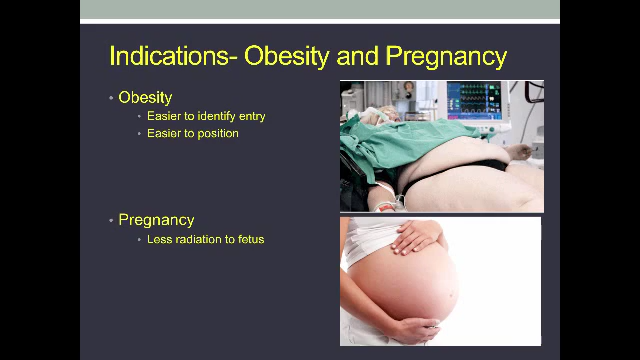 Indications- Obesity and Pregnancy
• Obesity
• Easier to identify entry
• Easier to position
• Pregnancy
• Less radiation to fetus